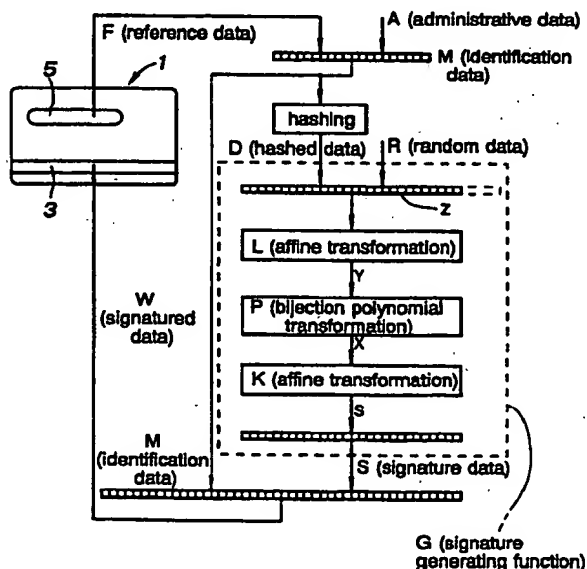 F (reference data)
A (administrative data)
M (identification
data)
1
5
3
hashing
D (hashed data)
R (random data)
Z
L (affine transformation)
Y
P (bijection polynomial
transformation)
X
K (affine transformation)
S
W
(signatured
data)
M
(identification
data)
S (signature data)
G (signature
generating function)